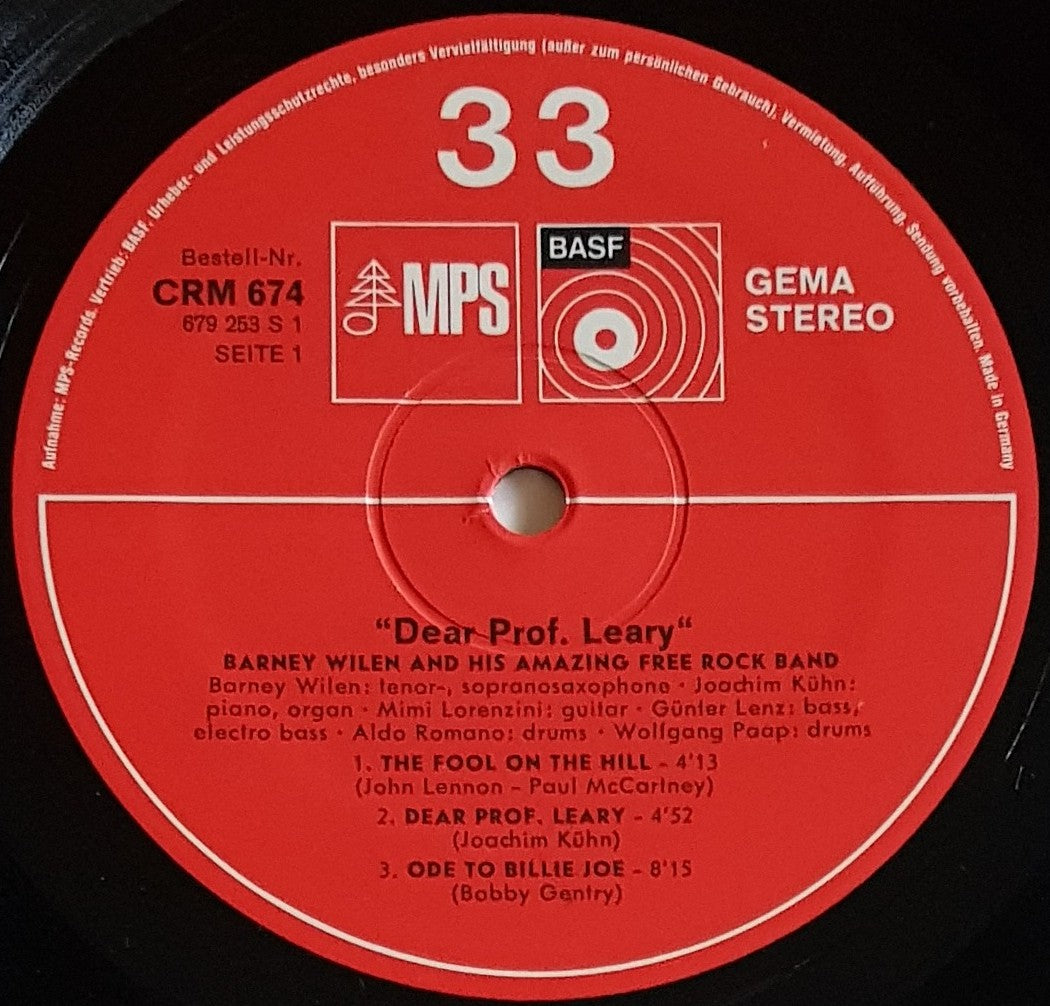 Aufnahme: MPS-Records. Vertrieb: BASF. Urheber- und Leistungsschutzrechte, besonders Vervielfältigung (außer zum persönlichen Gebrauch), Vermietung, Aufführung, Sendung vorbehalten. Made in Germany
33
Bestell-Nr.
CRM 674
679 253 S 1
SEITE 1
MPS
BASF
GEMA
STEREO
“Dear Prof. Leary“
BARNEY WILEN AND HIS AMAZING FREE ROCK BAND
Barney Wilen: tenor-, sopranosaxophone · Joachim Kühn:
piano, organ · Mimi Lorenzini: guitar · Günter Lenz: bass,
electro bass · Aldo Romano: drums · Wolfgang Paap: drums
1. THE FOOL ON THE HILL – 4'13
(John Lennon – Paul McCartney)
2. DEAR PROF. LEARY – 4'52
(Joachim Kühn)
3. ODE TO BILLIE JOE – 8'15
(Bobby Gentry)